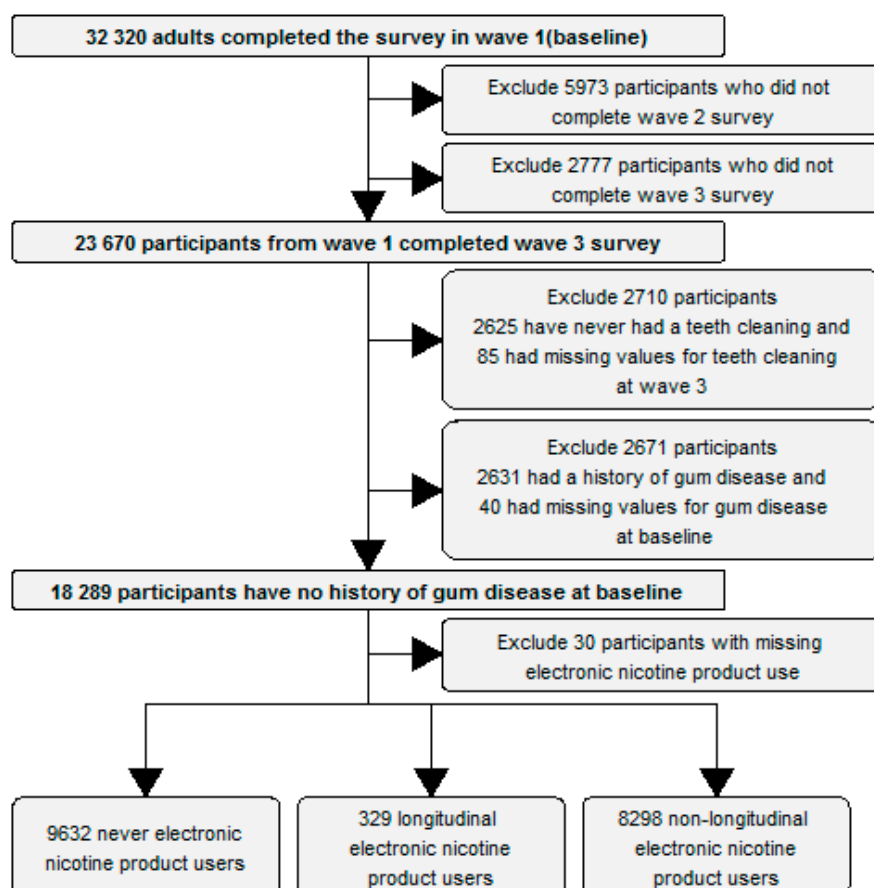 32 320 adults completed the survey in wave 1(baseline)
Exclude 5973 participants who did not
complete wave 2 survey
Exclude 2777 participants who did not
complete wave 3 survey
23 670 participants from wave 1 completed wave 3 survey
Exclude 2710 participants
2625 have never had a teeth cleaning and
85 had missing values for teeth cleaning
at wave 3
Exclude 2671 participants
2631 had a history of gum disease and
40 had missing values for gum disease
at baseline
18 289 participants have no history of gum disease at baseline
Exclude 30 participants with missing
electronic nicotine product use
9632 never electronic
nicotine product users
329 longitudinal
electronic nicotine
product users
8298 non-longitudinal
electronic nicotine
product users